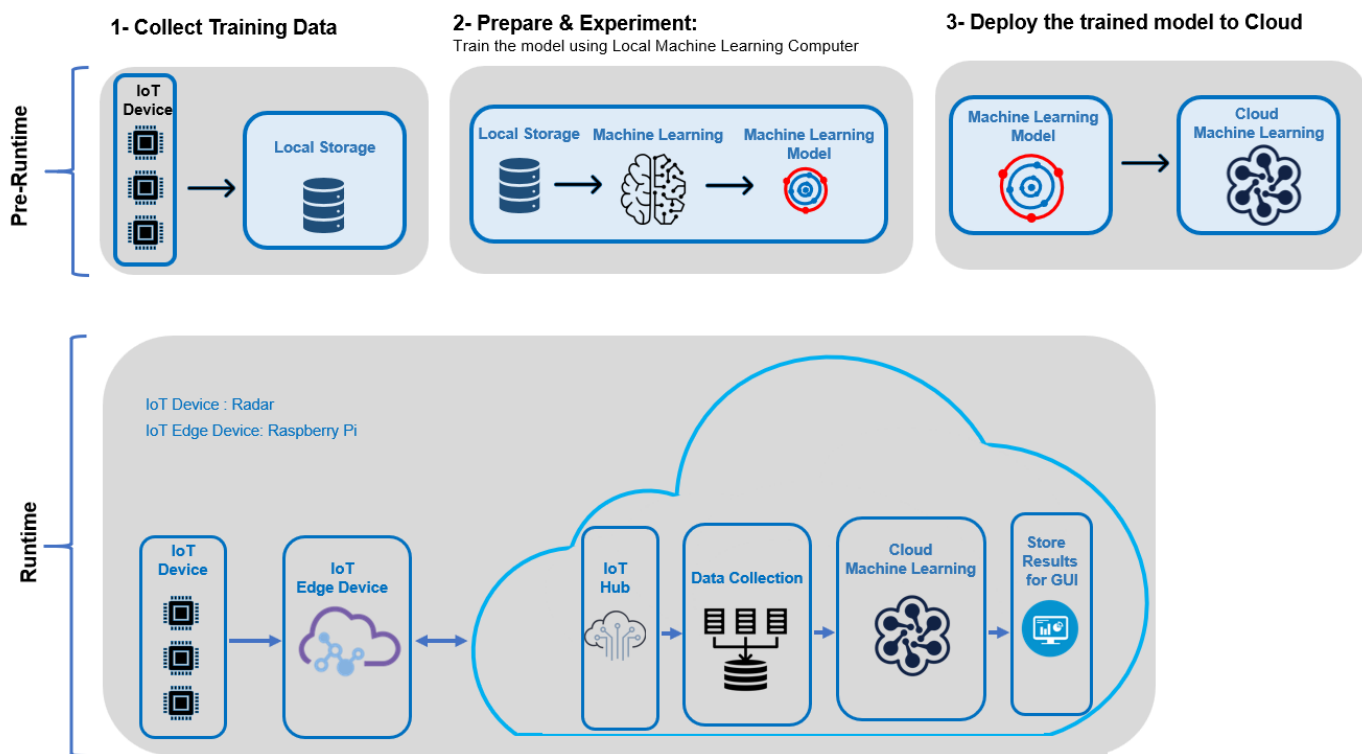 1- Collect Training Data
2- Prepare & Experiment:
Train the model using Local Machine Learning Computer
3- Deploy the trained model to Cloud
Pre-Runtime
IoT
Device
Local Storage
Local Storage
Machine Learning
Machine Learning
Model
Machine Learning
Model
Cloud
Machine Learning
Runtime
IoT Device : Radar
IoT Edge Device: Raspberry Pi
IoT
Device
IoT
Edge Device
IoT
Hub
Data Collection
Cloud
Machine Learning
Store
Results
for GUI